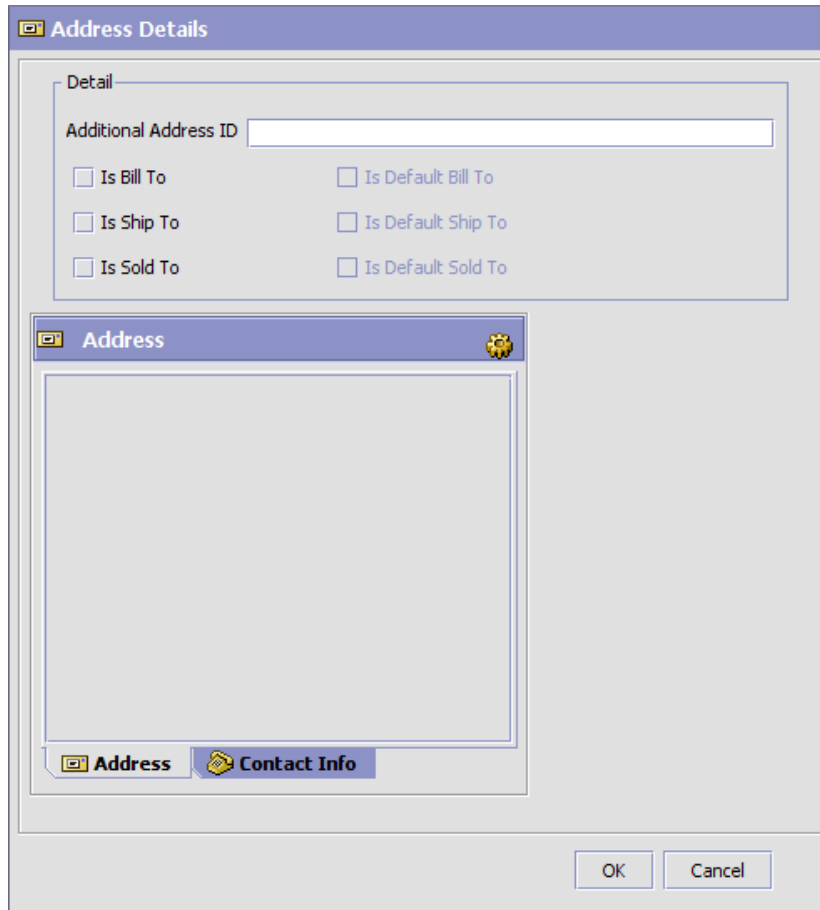 Address Details
Detail
Additional Address ID
Is Bill To Is Default Bill To
Is Ship To Is Default Ship To
Is Sold To Is Default Sold To
Address
Address Contact Info
OK Cancel